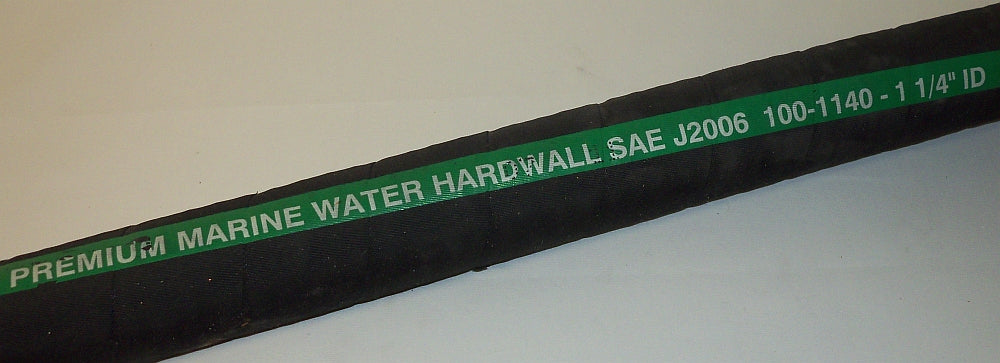 PREMIUM MARINE WATER HARDWALL SAE J2006 100-1140 - 1 1/4" ID